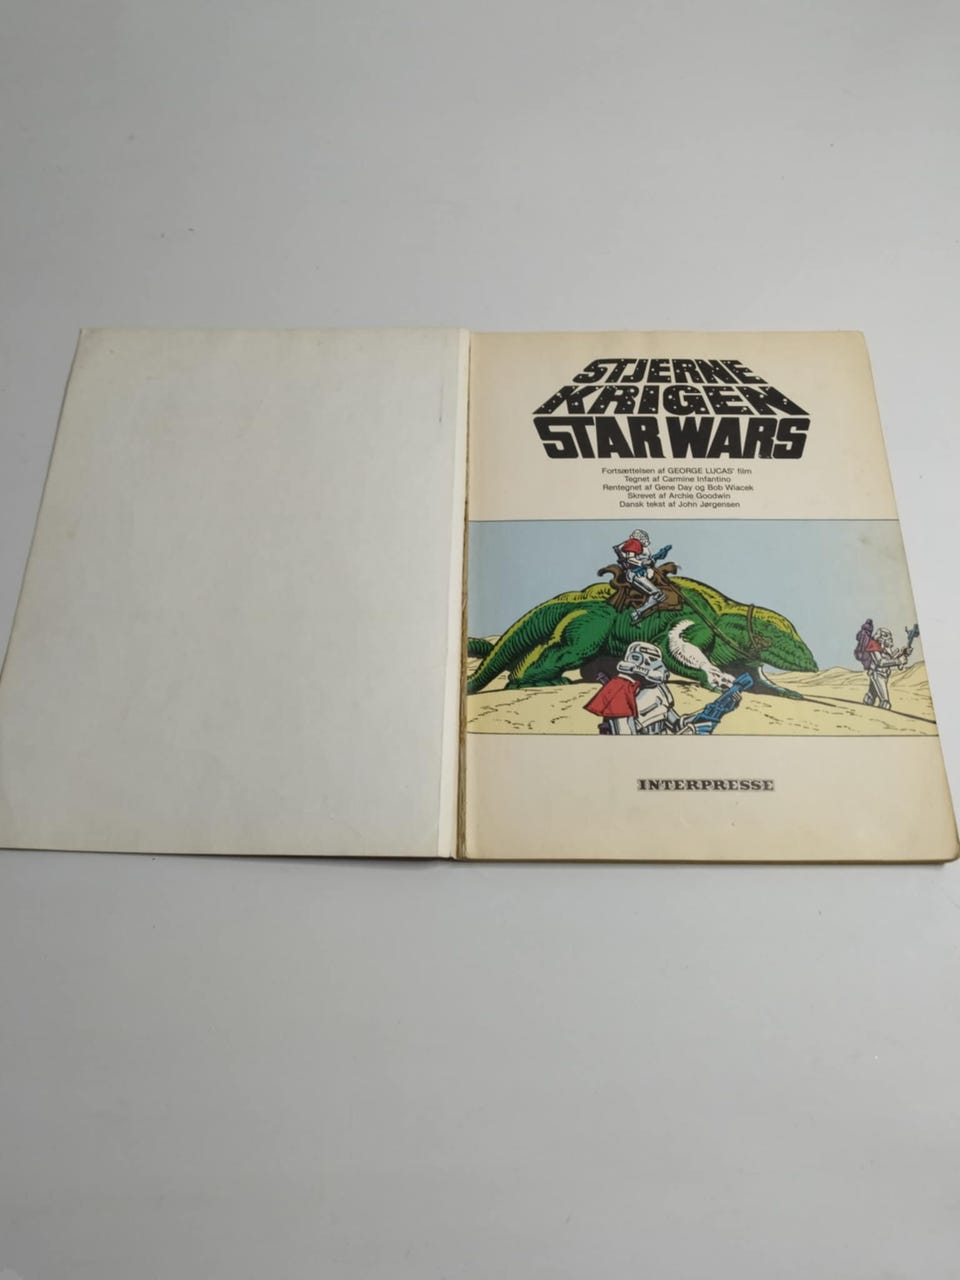 STJERNE
KRIGEN
STAR WARS
Fortsættelsen af GEORGE LUCAS' film
Tegnet af Carmine Infantino
Rentegnet af Gene Day og Bob Wiacek
Skrevet af Archie Goodwin
Dansk tekst af John Jørgensen
INTERPRESSE